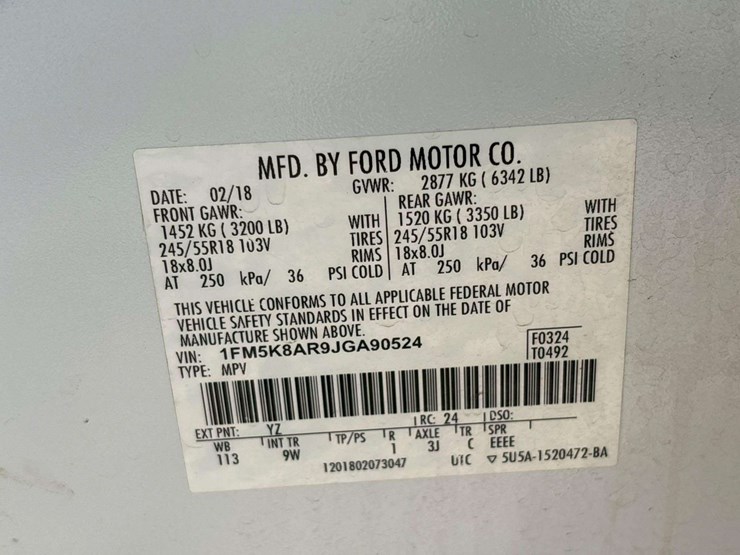 MFD. BY FORD MOTOR CO.
DATE: 02/18 GVWR: 2877 KG ( 6342 LB)
FRONT GAWR: REAR GAWR:
1452 KG ( 3200 LB) WITH 1520 KG ( 3350 LB) WITH
245/55R18 103V TIRES 245/55R18 103V TIRES
18x8.0J RIMS 18x8.0J RIMS
AT 250 kPa/ 36 PSI COLD AT 250 kPa/ 36 PSI COLD
THIS VEHICLE CONFORMS TO ALL APPLICABLE FEDERAL MOTOR
VEHICLE SAFETY STANDARDS IN EFFECT ON THE DATE OF
MANUFACTURE SHOWN ABOVE.
VIN: 1FM5K8AR9JGA90524 F0324
TYPE: MPV T0492
EXT PNT: YZ RC: 24 DSO:
WB INT TR TP/PS R AXLE TR SPR
113 9W 1 3J C EEEE
1201802073047 UTC ▽ 5U5A-1520472-BA